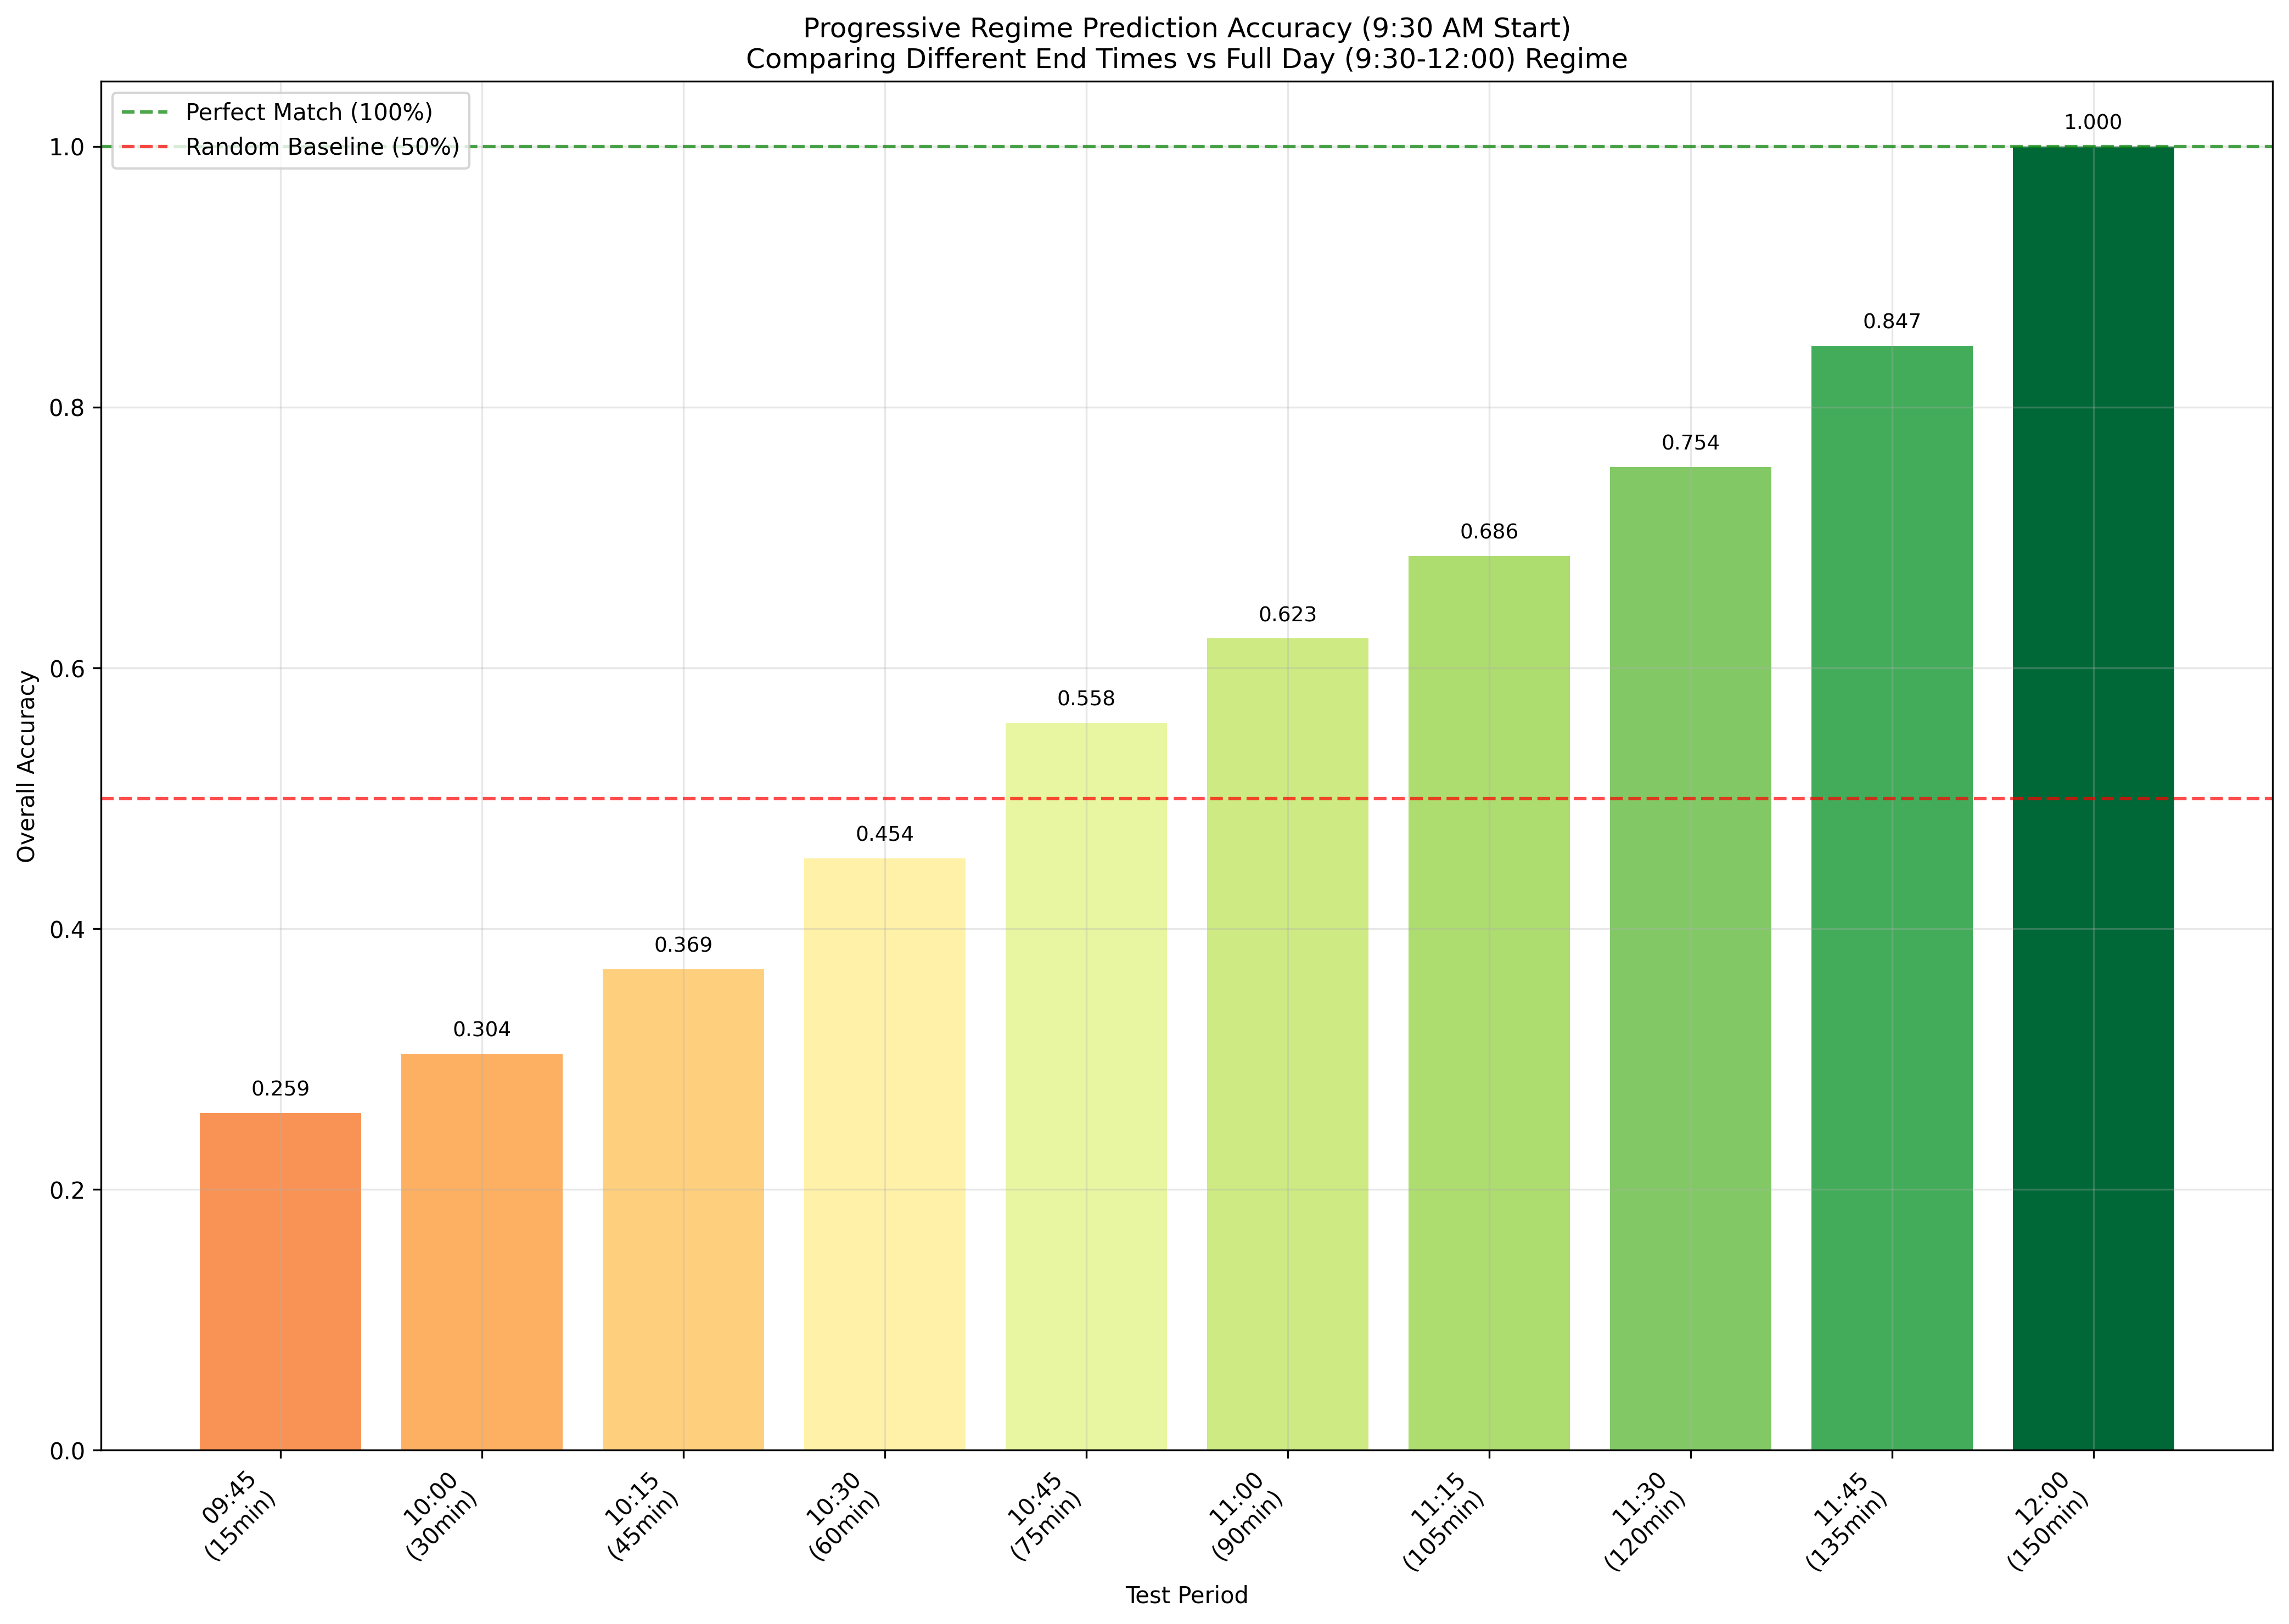 Progressive Regime Prediction Accuracy (9:30 AM Start)
Comparing Different End Times vs Full Day (9:30-12:00) Regime
Perfect Match (100%)
Random Baseline (50%)
Overall Accuracy
1.0
0.8
0.6
0.4
0.2
0.0
0.259
0.304
0.369
0.454
0.558
0.623
0.686
0.754
0.847
1.000
09:45
(15min)
10:00
(30min)
10:15
(45min)
10:30
(60min)
10:45
(75min)
11:00
(90min)
11:15
(105min)
11:30
(120min)
11:45
(135min)
12:00
(150min)
Test Period